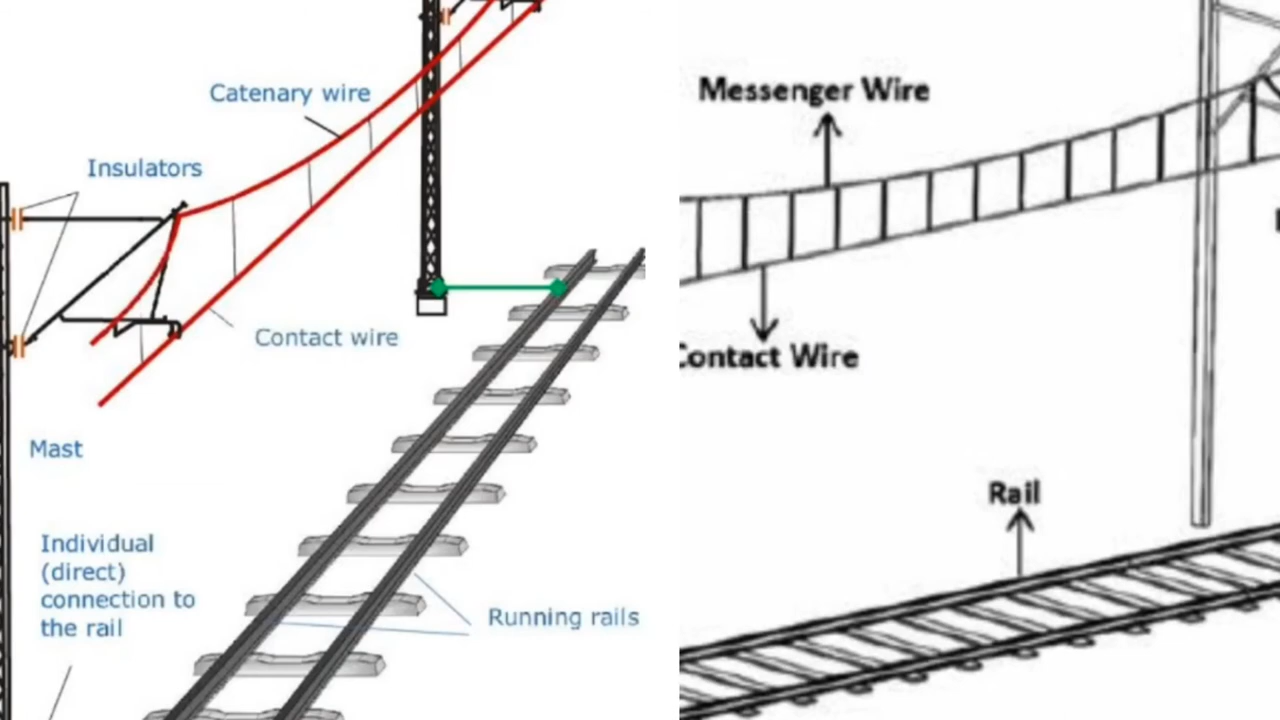 Catenary wire
Insulators
Contact wire
Mast
Individual
(direct)
connection to
the rail
Running rails
Messenger Wire
Contact Wire
Rail